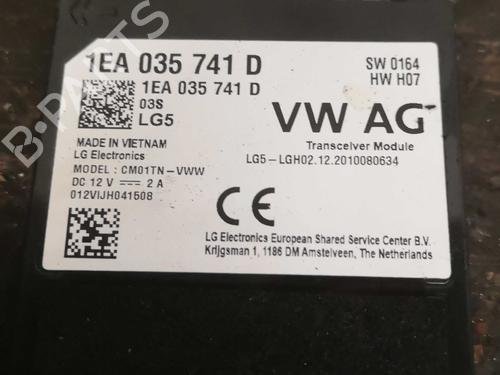 1EA 035 741 D
1EA 035 741 D
03S
LG5
SW 0164
HW H07
VW AG
Transceiver Module
LG5-LGH02.12.2010080634
MADE IN VIETNAM
LG Electronics
MODEL : CM01TN-VWW
DC 12 V ⎓ 2 A
012VIJH041508
CE
LG Electronics European Shared Service Center B.V.
Krijgsman 1, 1186 DM Amstelveen, The Netherlands
B-PARTS